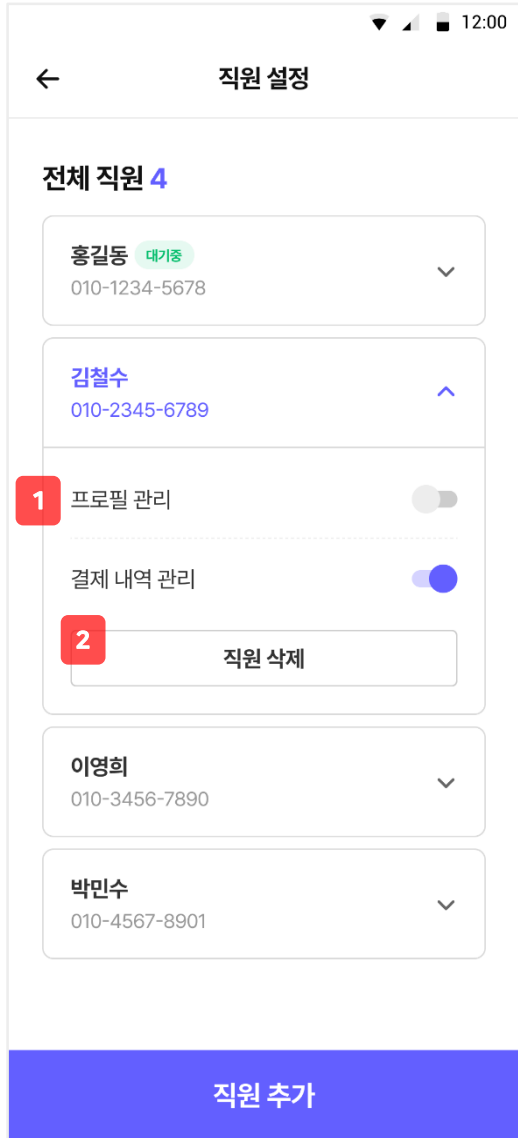 12:00
직원 설정
전체 직원 4
홍길동 대기중
010-1234-5678
김철수
010-2345-6789
1 프로필 관리
결제 내역 관리
2
직원 삭제
이영희
010-3456-7890
박민수
010-4567-8901
직원 추가